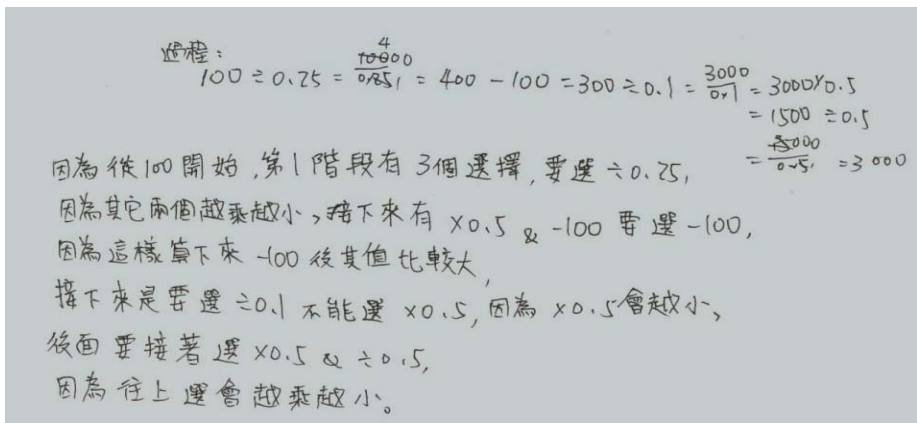 過程:
100÷0.25 = 10000/0.25 = 400 - 100 = 300÷0.1 = 3000/0.1 = 3000×0.5
= 1500÷0.5
= 15000/0.5 = 3000
因為從100開始,第1階段有3個選擇,要選÷0.25,
因為其它兩個越乘越小,接下來有×0.5 & -100 要選-100,
因為這樣算下來-100後其值比較大,
接下來是要選÷0.1不能選×0.5,因為×0.5會越小,
後面要接著選×0.5 & ÷0.5,
因為往上選會越乘越小。